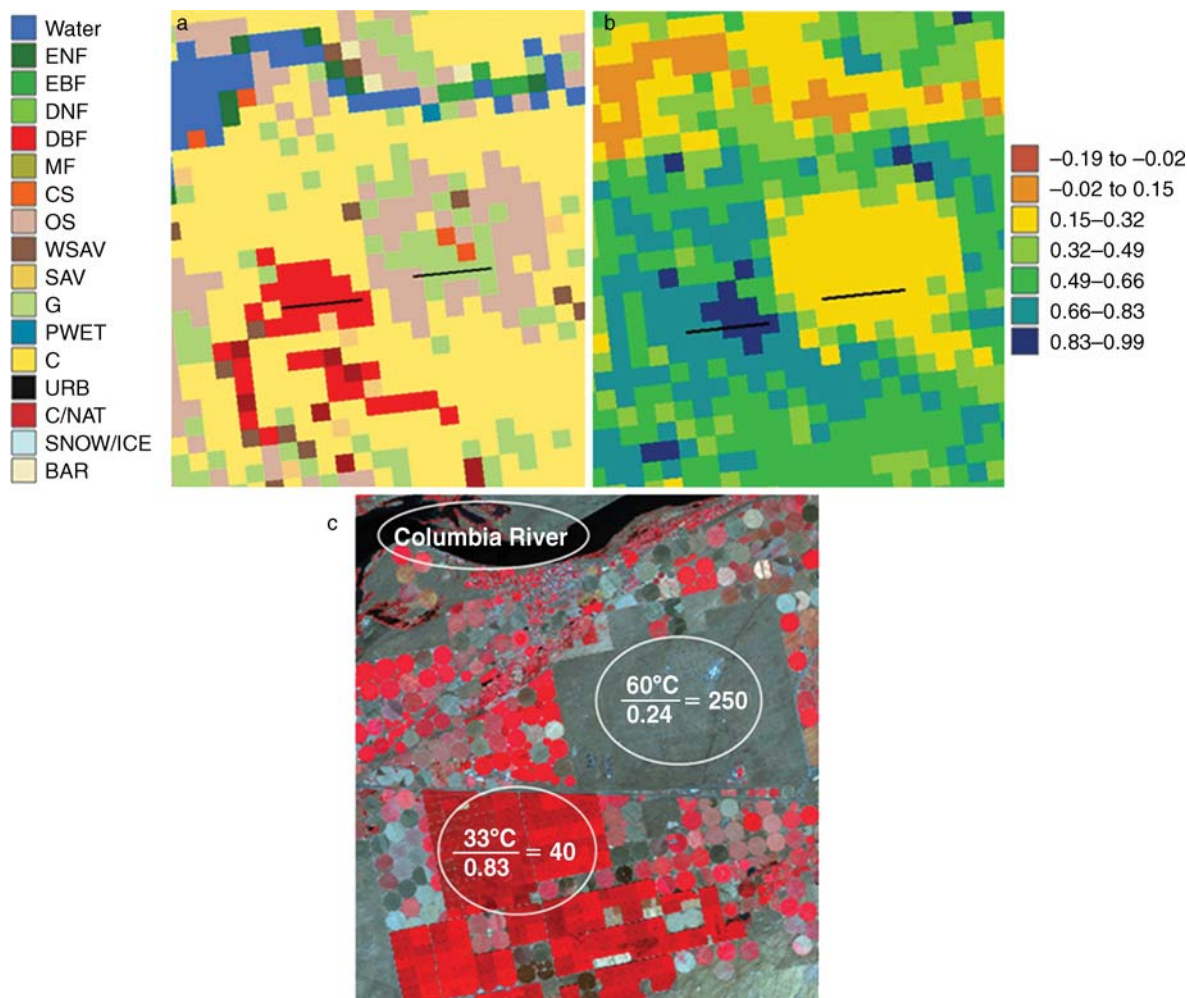 a
b
Water
ENF
EBF
DNF
DBF
MF
CS
OS
WSAV
SAV
G
PWET
C
URB
C/NAT
SNOW/ICE
BAR
–0.19 to –0.02
–0.02 to 0.15
0.15–0.32
0.32–0.49
0.49–0.66
0.66–0.83
0.83–0.99
c
Columbia River
60°C
0.24
= 250
33°C
0.83
= 40